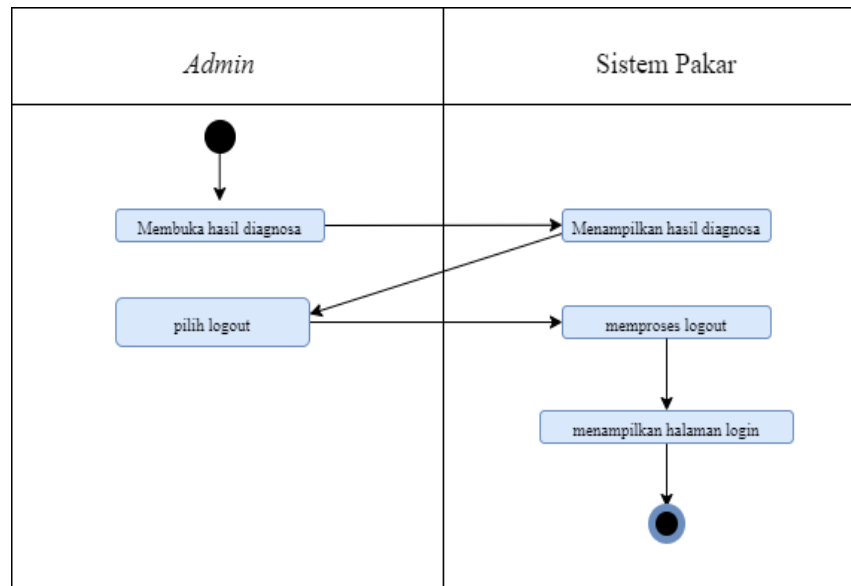 Admin
Sistem Pakar
Membuka hasil diagnosa
Menampilkan hasil diagnosa
pilih logout
memproses logout
menampilkan halaman login